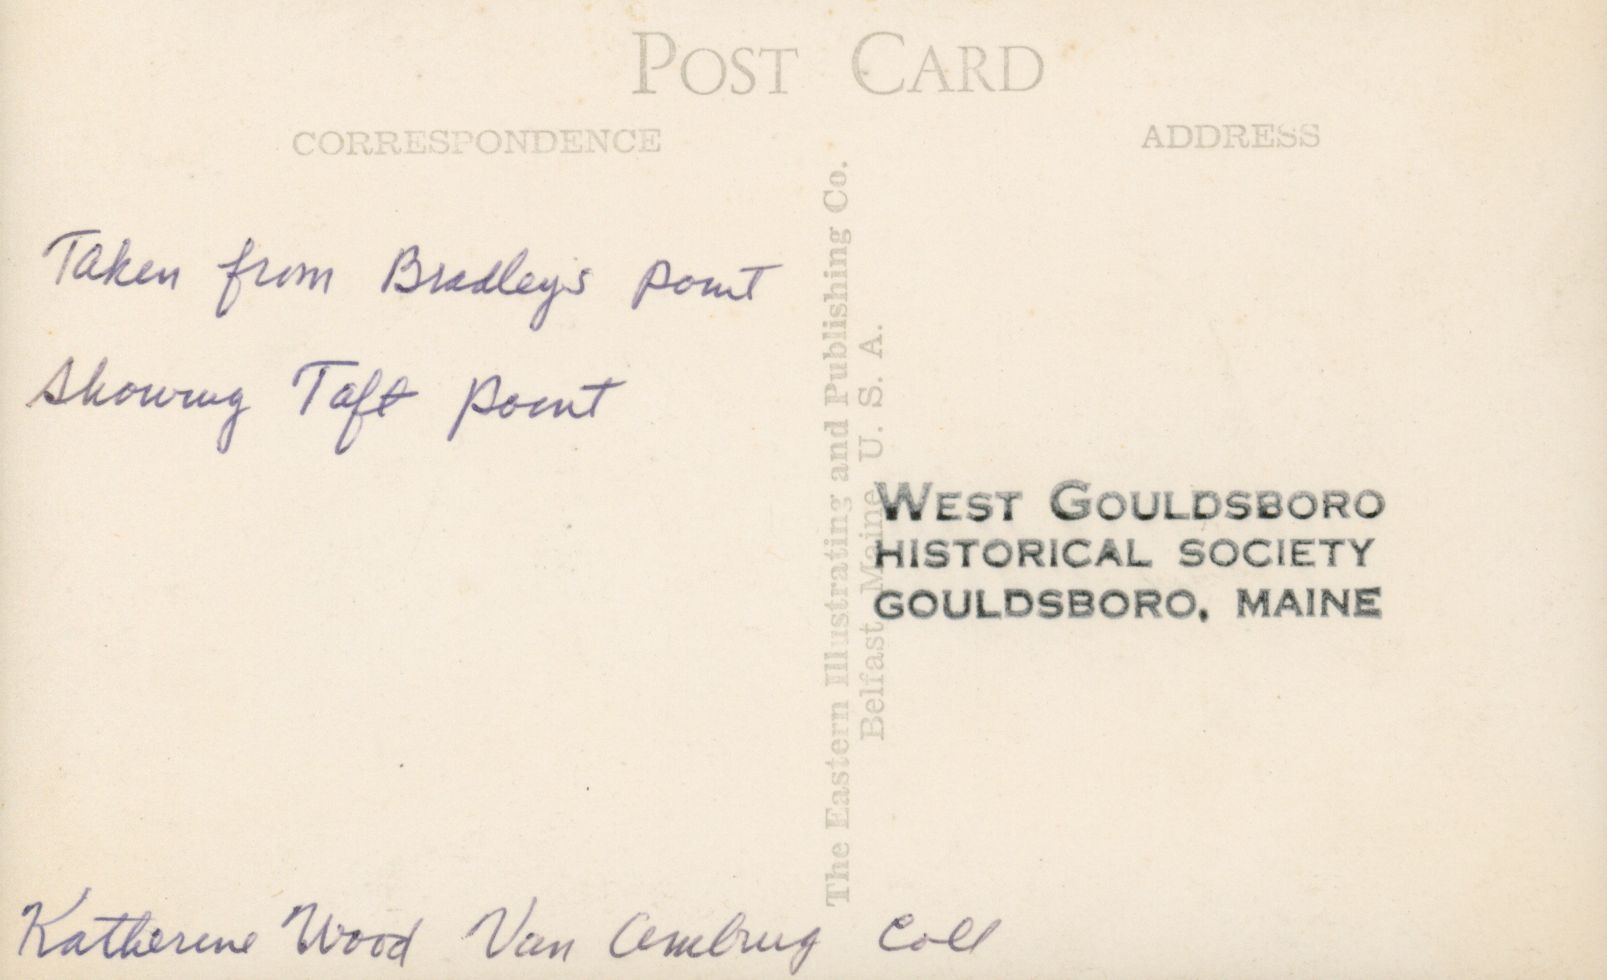 POST CARD
CORRESPONDENCE
ADDRESS
Taken from Bradley's point
Showing Taft point
The Eastern Illustrating and Publishing Co.
Belfast Maine U. S. A.
WEST GOULDSBORO
HISTORICAL SOCIETY
GOULDSBORO, MAINE
Katherine Wood Van Ambrug Coll